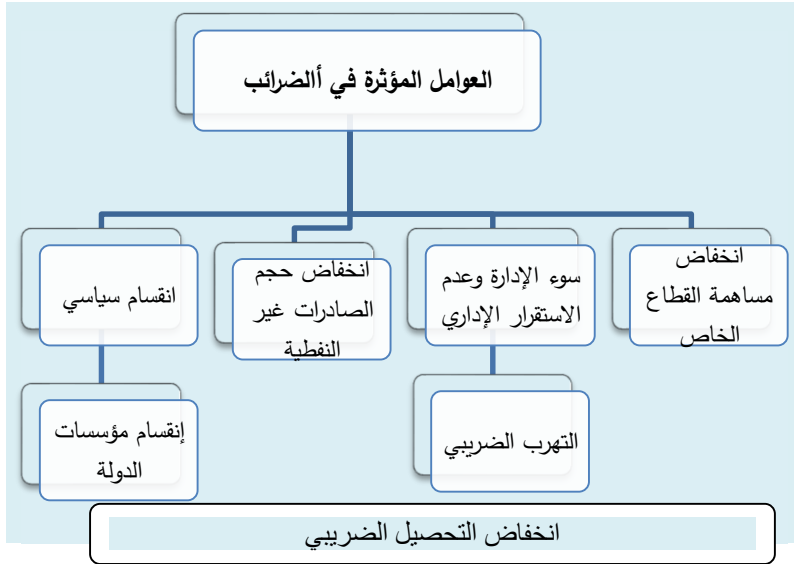 العوامل المؤثرة في أالضرائب
انخفاض
مساهمة القطاع
الخاص
سوء الإدارة وعدم
الاستقرار الإداري
انخفاض حجم
الصادرات غير
النفطية
انقسام سياسي
التهرب الضريبي
إنقسام مؤسسات
الدولة
انخفاض التحصيل الضريبي